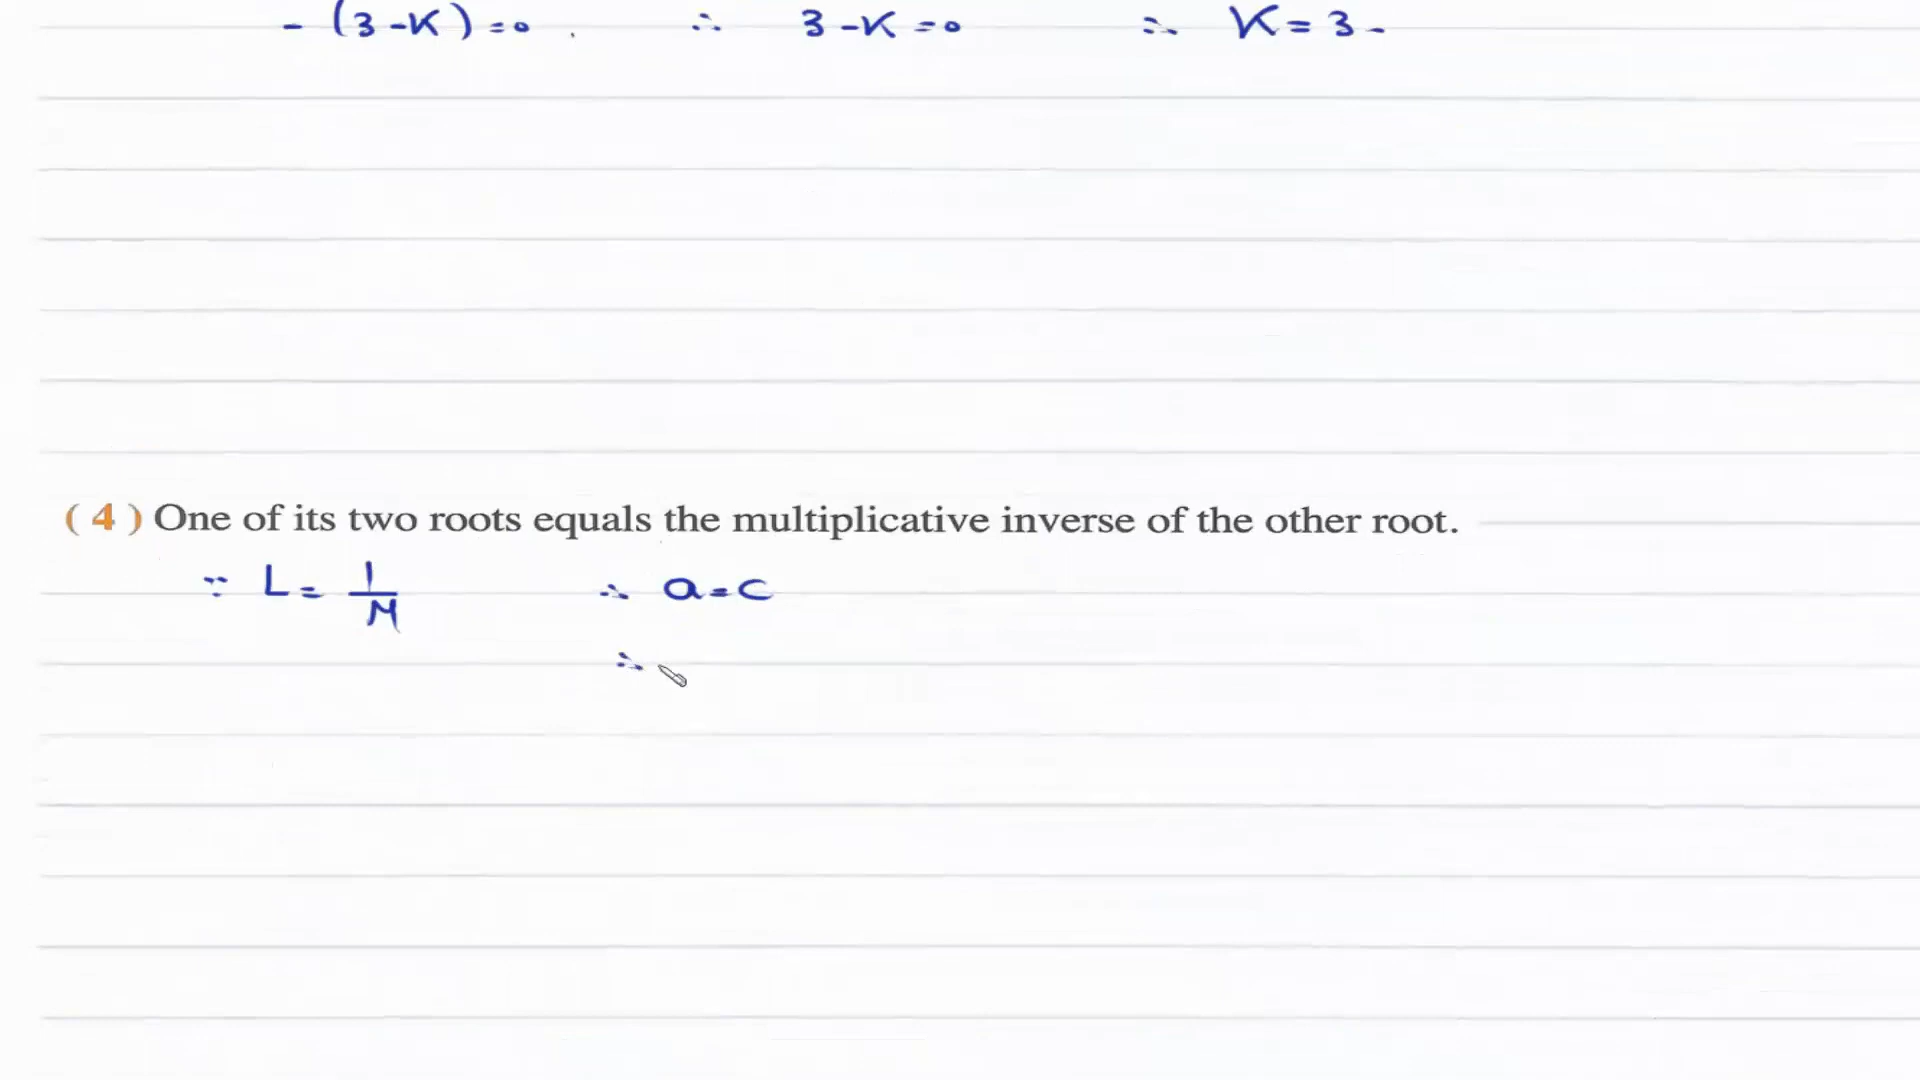 - (3-K) = 0 . ∴ 3-K = 0 ∴ K = 3 -
( 4 ) One of its two roots equals the multiplicative inverse of the other root.
∵ L = 1/M ∴ a = c
∴